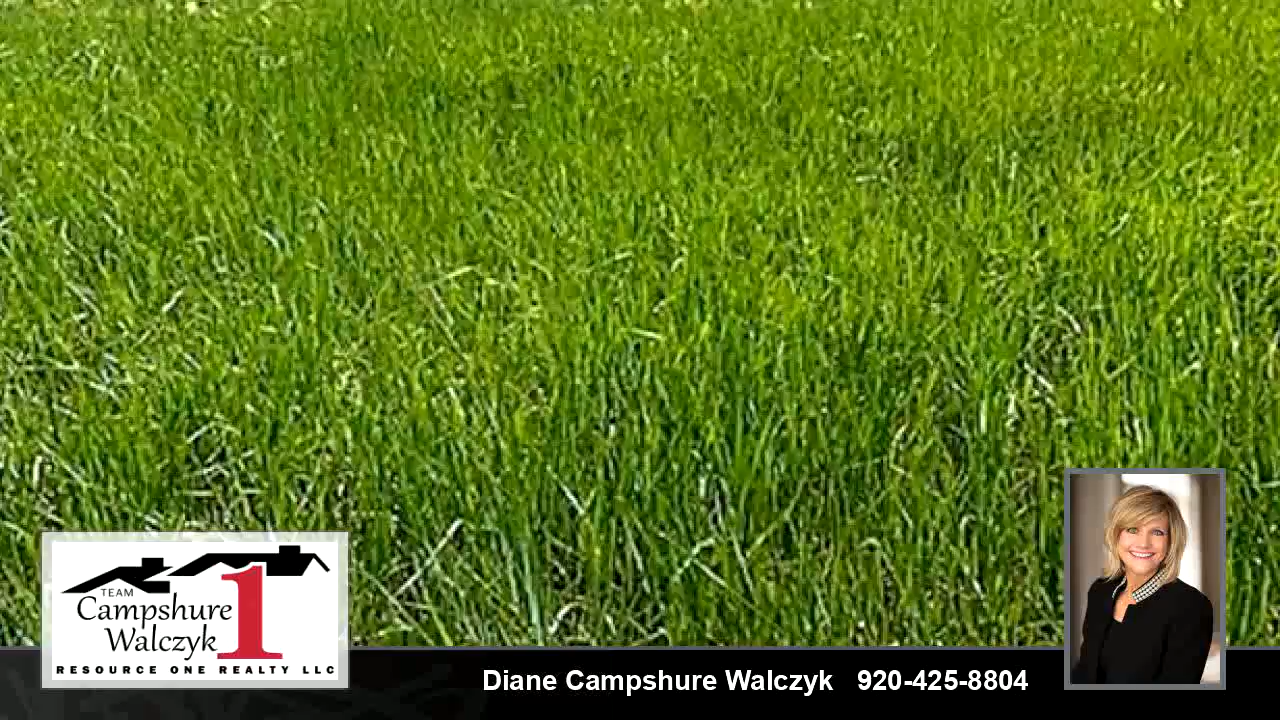 TEAM
Campshure
Walczyk 1
RESOURCE ONE REALTY LLC
Diane Campshure Walczyk 920-425-8804